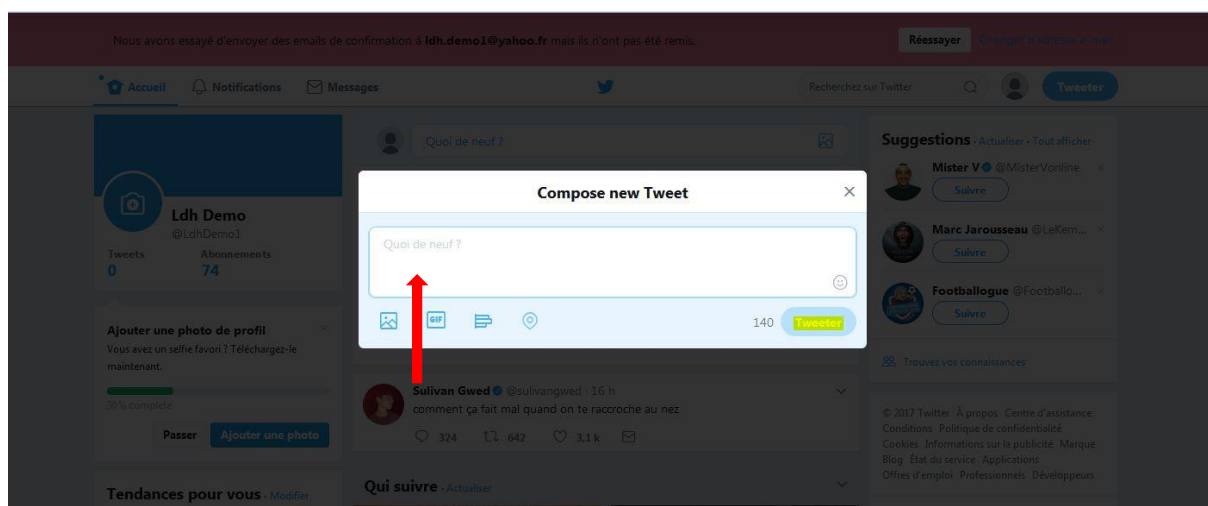 Nous avons essayé d'envoyer des emails de confirmation à ldh.demo1@yahoo.fr mais ils n'ont pas été remis.
Réessayer Changer d'adresse e-mail
Accueil Notifications Messages
Recherchez sur Twitter
Tweeter
Quoi de neuf ?
Compose new Tweet
Quoi de neuf ?
GIF
140 Tweeter
Ldh Demo
@LdhDemo1
Tweets Abonnements
0 74
Ajouter une photo de profil
Vous avez un selfie favori ? Téléchargez-le
maintenant.
30% complete
Passer Ajouter une photo
Tendances pour vous · Modifier
Sulivan Gwed @sulivangwed · 16 h
comment ça fait mal quand on te raccroche au nez
324 642 3,1 k
Qui suivre · Actualiser
Suggestions · Actualiser · Tout afficher
Mister V @MisterVonline
Suivre
Marc Jarousseau @LeKem...
Suivre
Footballogue @Footballo...
Suivre
Trouvez vos connaissances
© 2017 Twitter À propos Centre d'assistance
Conditions Politique de confidentialité
Cookies Informations sur la publicité Marque
Blog État du service Applications
Offres d'emploi Professionnels Développeurs